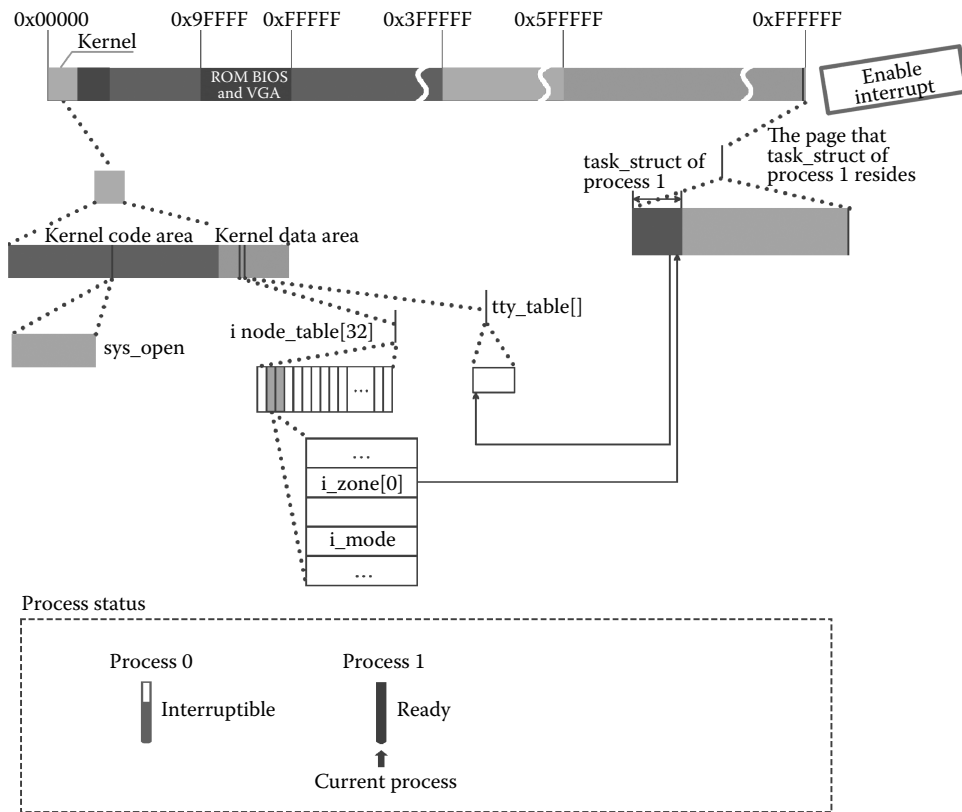 0x00000 0x9FFFF 0xFFFFF 0x3FFFFF 0x5FFFFF 0xFFFFFF
Kernel
ROM BIOS
and VGA
Enable
interrupt
task_struct of
process 1
The page that
task_struct of
process 1 resides
Kernel code area Kernel data area
sys_open
i node_table[32]
tty_table[]
...
...
i_zone[0]
i_mode
...
Process status
Process 0
Interruptible
Process 1
Ready
Current process